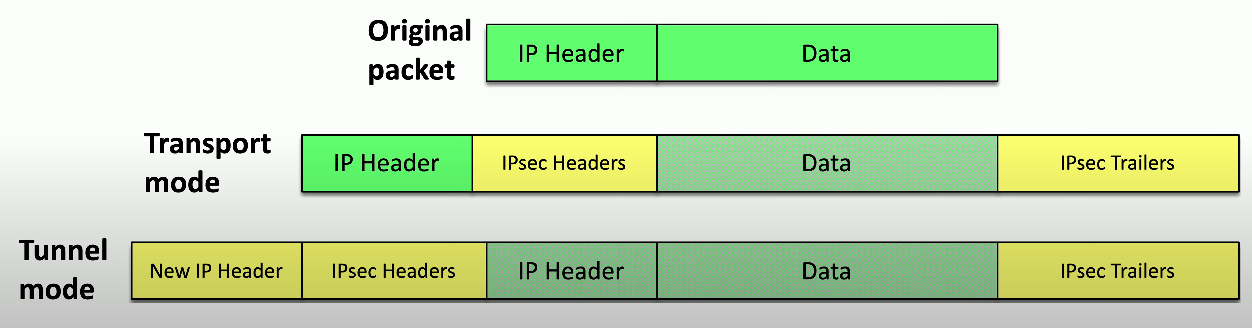 Original
packet
IP Header
Data
Transport
mode
IP Header
IPsec Headers
Data
IPsec Trailers
Tunnel
mode
New IP Header
IPsec Headers
IP Header
Data
IPsec Trailers